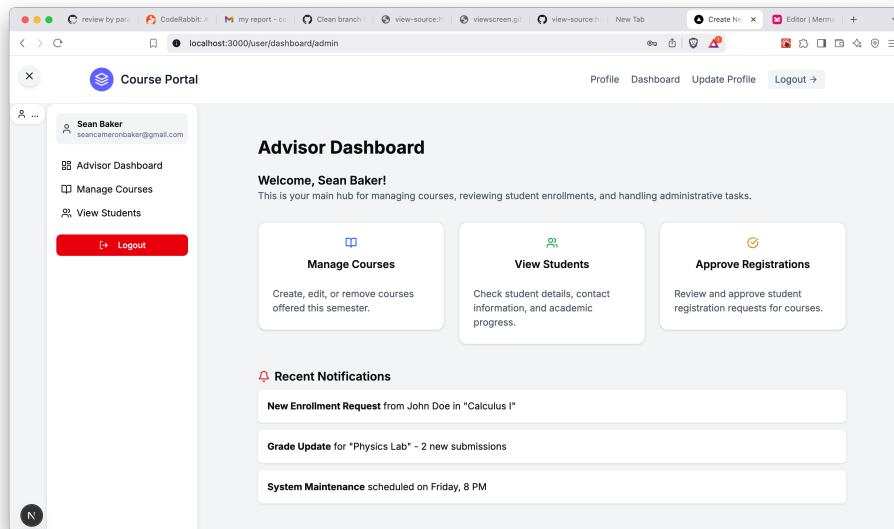 review by para
CodeRabbit: A
my report - co
Clean branch
view-source:h
viewscreen.git
view-source:h
New Tab
Create Ne
Editor | Merma
localhost:3000/user/dashboard/admin
Course Portal
Profile Dashboard Update Profile Logout →
...
Sean Baker
seancameronbaker@gmail.com
Advisor Dashboard
Manage Courses
View Students
Logout
Advisor Dashboard
Welcome, Sean Baker!
This is your main hub for managing courses, reviewing student enrollments, and handling administrative tasks.
Manage Courses
Create, edit, or remove courses
offered this semester.
View Students
Check student details, contact
information, and academic
progress.
Approve Registrations
Review and approve student
registration requests for courses.
Recent Notifications
New Enrollment Request from John Doe in "Calculus I"
Grade Update for "Physics Lab" - 2 new submissions
System Maintenance scheduled on Friday, 8 PM
N